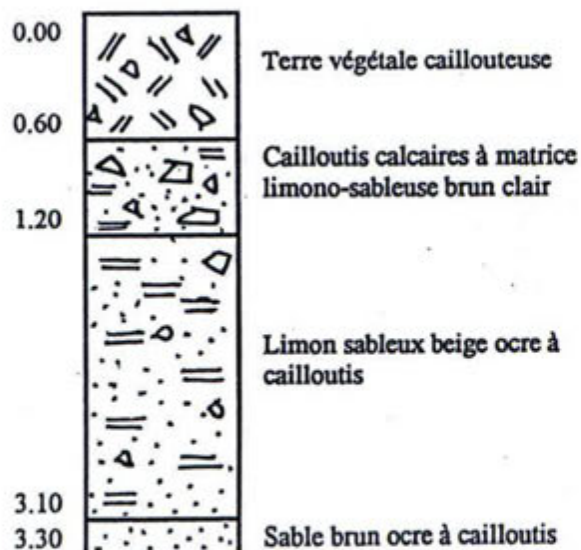 0.00
Terre végétale caillouteuse
0.60
Cailloutis calcaires à matrice
limono-sableuse brun clair
1.20
Limon sableux beige ocre à
cailloutis
3.10
3.30
Sable brun ocre à cailloutis